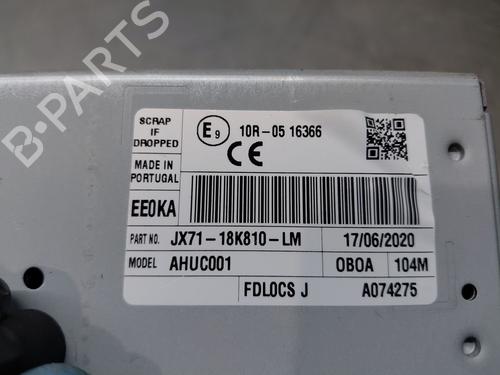 SCRAP
IF
DROPPED
E9 10R-05 16366
CE
MADE IN
PORTUGAL
EE0KA
PART NO. JX71-18K810-LM 17/06/2020
MODEL AHUC001 0B0A 104M
FDL0CS J A074275
B-PARTS